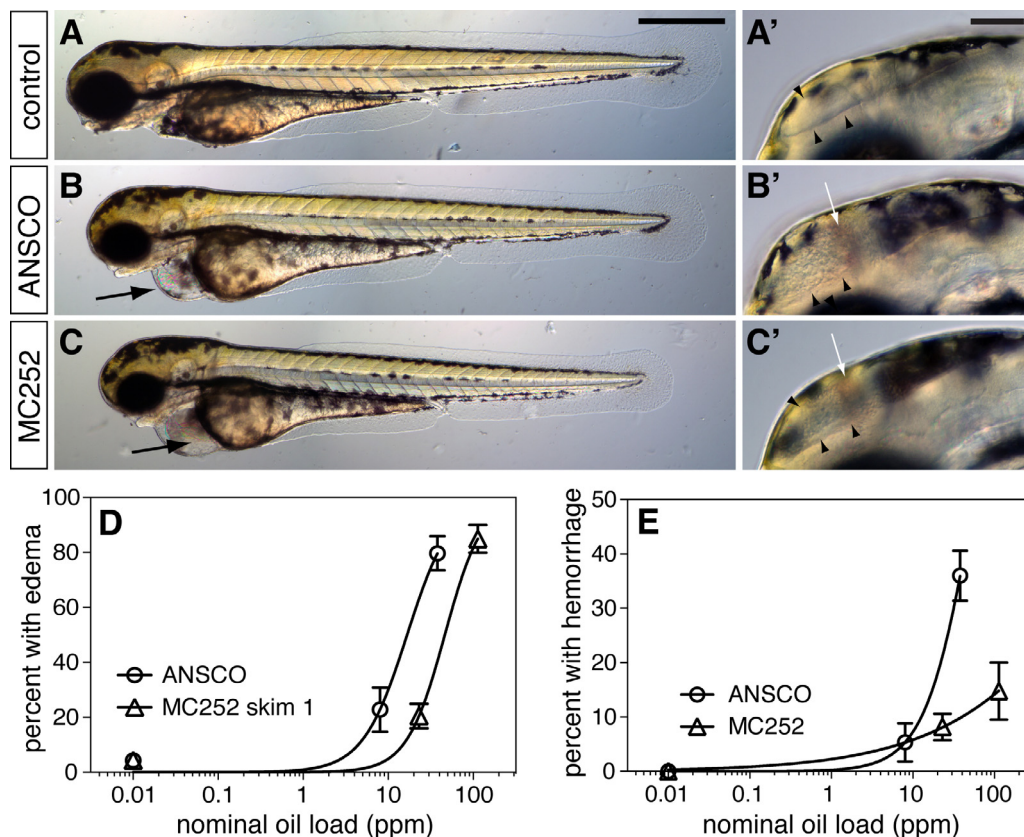 control
A
A'
ANSCO
B
B'
MC252
C
C'
D
percent with edema
100
80
60
40
20
0
ANSCO
MC252 skim 1
0.01
0.1
1
10
100
nominal oil load (ppm)
E
percent with hemorrhage
50
40
30
20
10
0
ANSCO
MC252
0.01
0.1
1
10
100
nominal oil load (ppm)